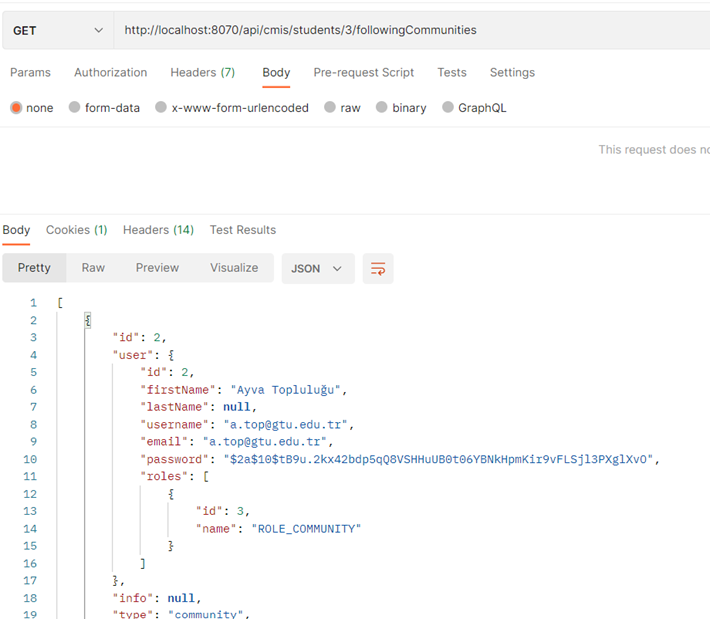 GET http://localhost:8070/api/cmis/students/3/followingCommunities
Params Authorization Headers (7) Body Pre-request Script Tests Settings
none form-data x-www-form-urlencoded raw binary GraphQL
This request does no
Body Cookies (1) Headers (14) Test Results
Pretty Raw Preview Visualize JSON
1 [
2 {
3 "id": 2,
4 "user": {
5 "id": 2,
6 "firstName": "Ayva Topluluğu",
7 "lastName": null,
8 "username": "a.top@gtu.edu.tr",
9 "email": "a.top@gtu.edu.tr",
10 "password": "$2a$10$tB9u.2kx42bdp5qQ8VSHHuUB0t06YBNkHpmKir9vFLSjl3PXglXvO",
11 "roles": [
12 {
13 "id": 3,
14 "name": "ROLE_COMMUNITY"
15 }
16 ]
17 },
18 "info": null,
19 "type": "community",